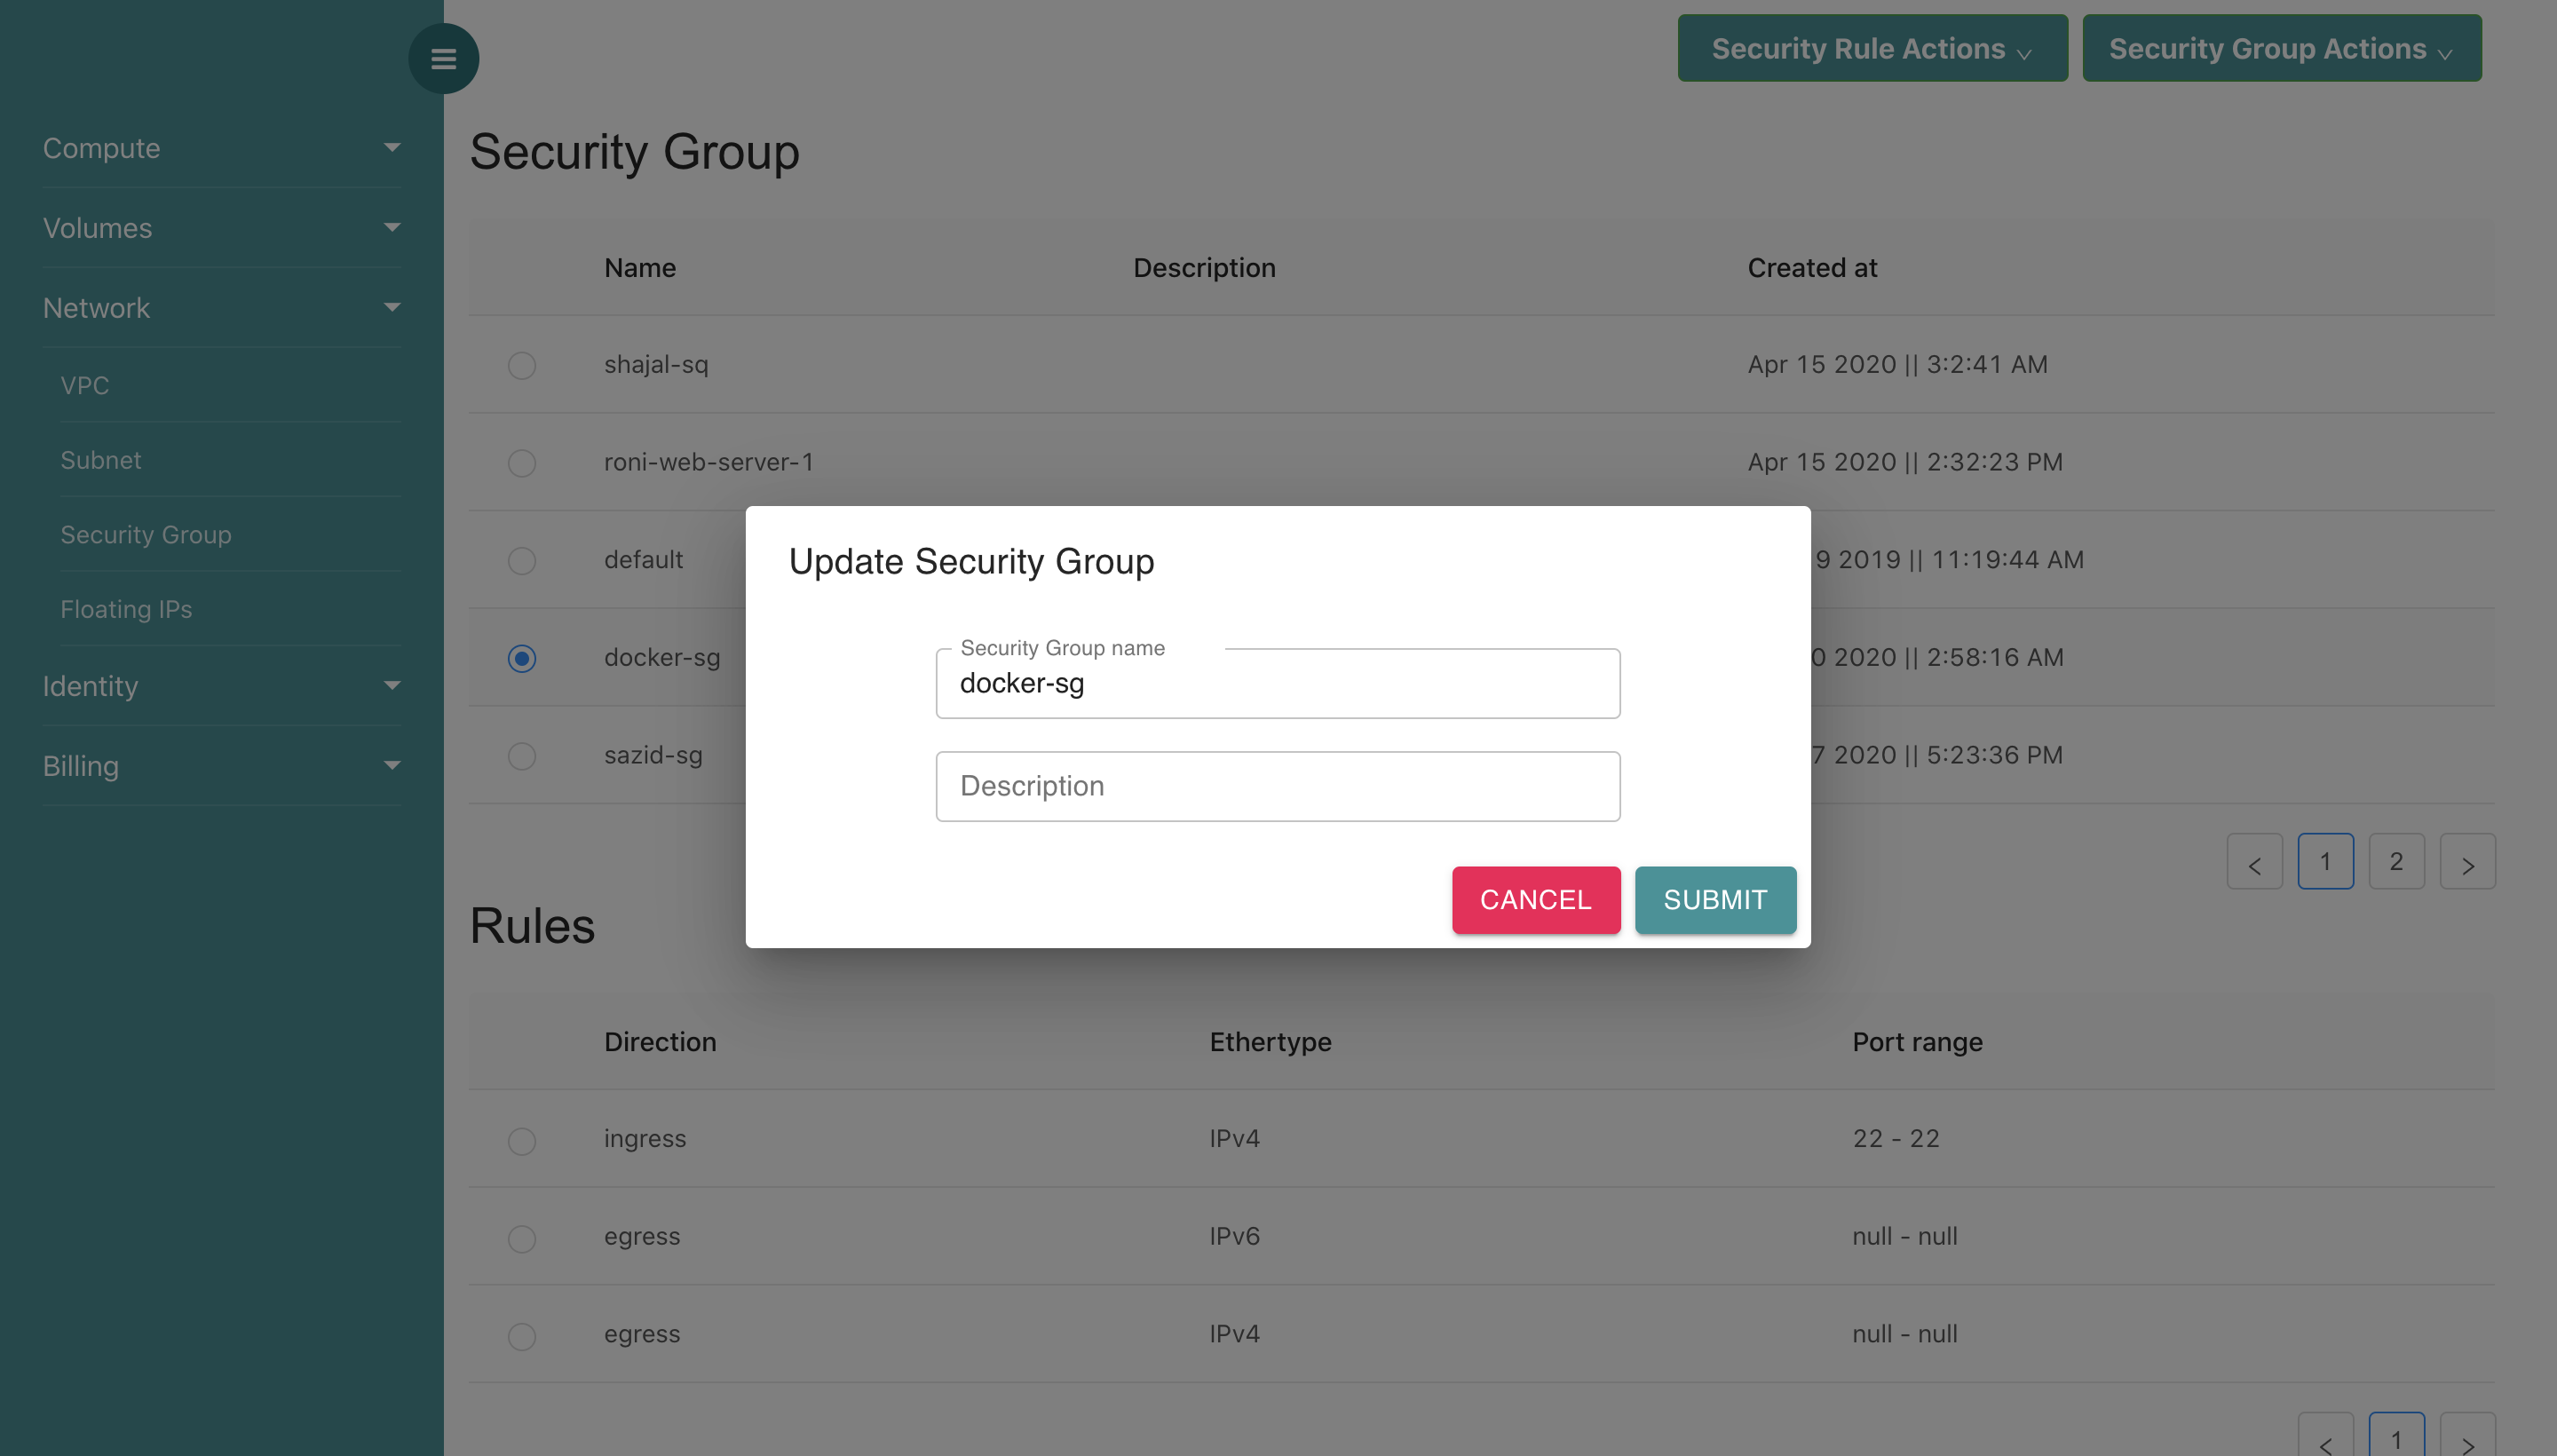 Security Rule Actions
Security Group Actions
Compute
Volumes
Network
VPC
Subnet
Security Group
Floating IPs
Identity
Billing
Security Group
Name Description Created at
shajal-sq Apr 15 2020 || 3:2:41 AM
roni-web-server-1 Apr 15 2020 || 2:32:23 PM
default 9 2019 || 11:19:44 AM
docker-sg 0 2020 || 2:58:16 AM
sazid-sg 7 2020 || 5:23:36 PM
< 1 2 >
Update Security Group
Security Group name
docker-sg
Description
CANCEL SUBMIT
Rules
Direction Ethertype Port range
ingress IPv4 22 - 22
egress IPv6 null - null
egress IPv4 null - null
< 1 >